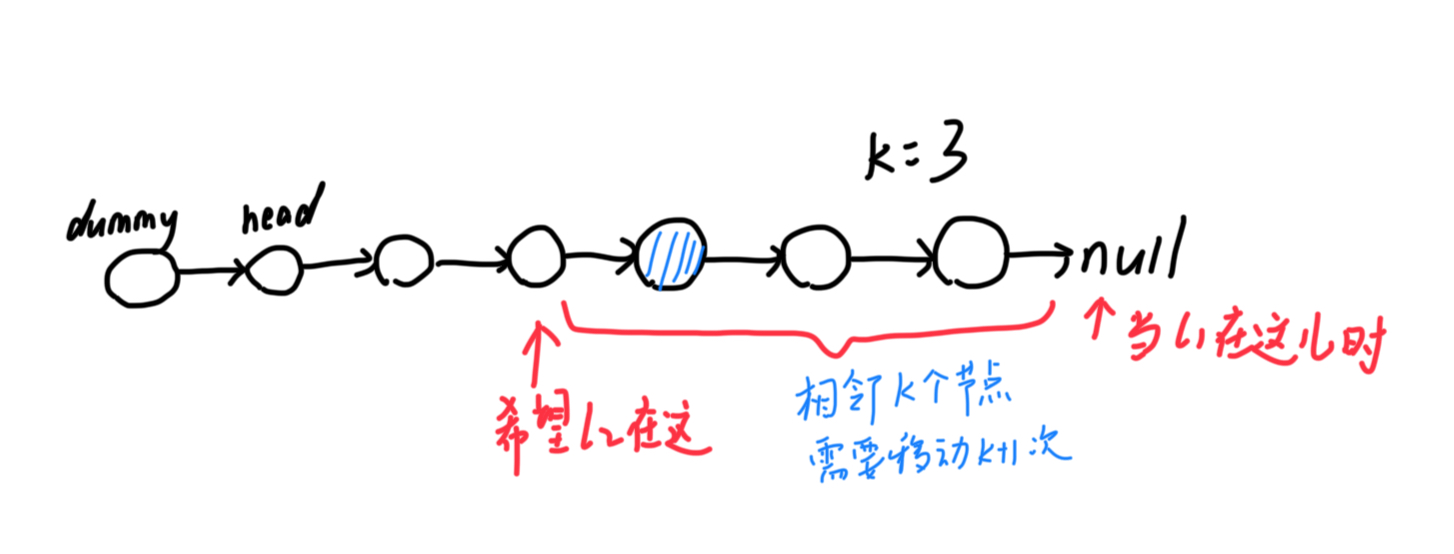 k=3
dummy
head
null
当l1在这儿时
希望l2在这
相邻k个节点
需要移动k+1次